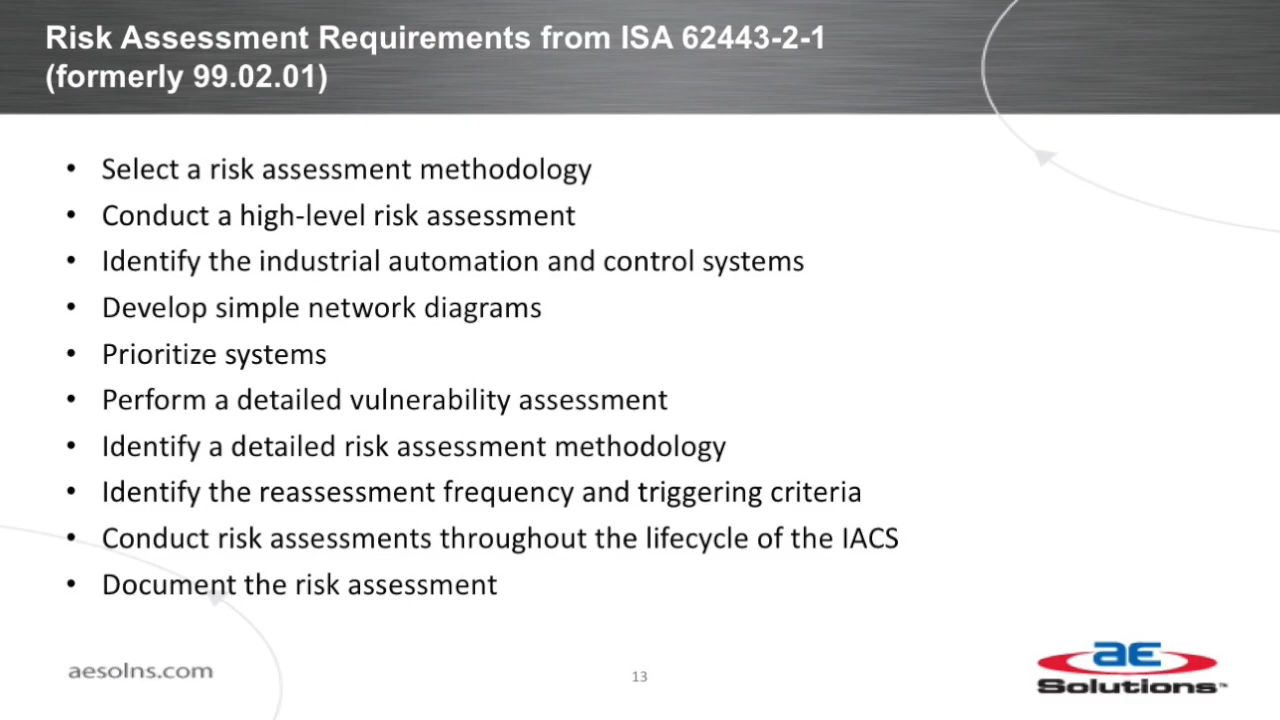 Risk Assessment Requirements from ISA 62443-2-1
(formerly 99.02.01)
• Select a risk assessment methodology
• Conduct a high-level risk assessment
• Identify the industrial automation and control systems
• Develop simple network diagrams
• Prioritize systems
• Perform a detailed vulnerability assessment
• Identify a detailed risk assessment methodology
• Identify the reassessment frequency and triggering criteria
• Conduct risk assessments throughout the lifecycle of the IACS
• Document the risk assessment
aesolns.com
13
ae
Solutions™